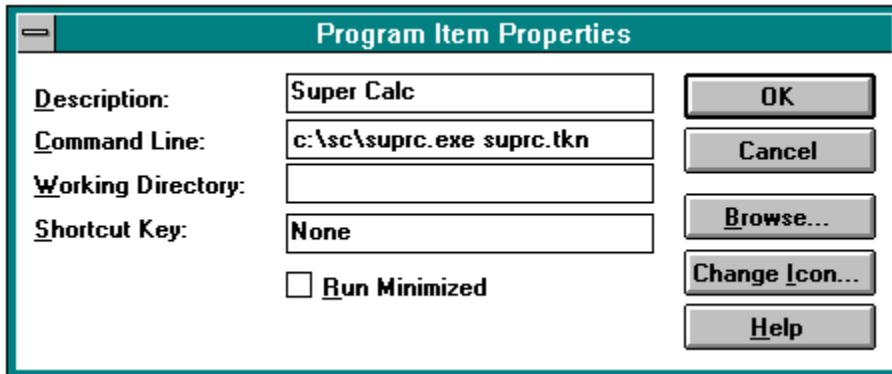 Program Item Properties
Description: Super Calc
Command Line: c:\sc\suprc.exe suprc.tkn
Working Directory:
Shortcut Key: None
Run Minimized
OK
Cancel
Browse...
Change Icon...
Help